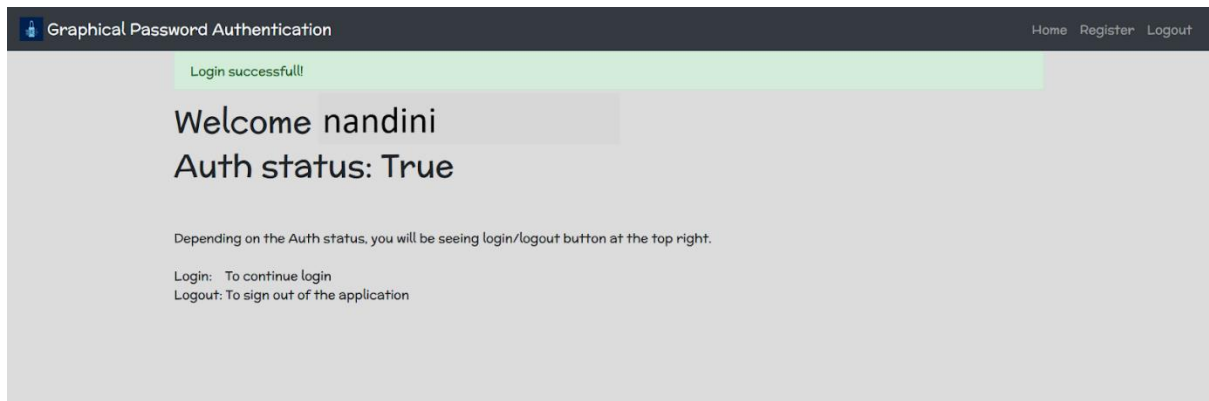 Graphical Password Authentication
Home Register Logout
Login successfull!
Welcome nandini
Auth status: True
Depending on the Auth status, you will be seeing login/logout button at the top right.
Login: To continue login
Logout: To sign out of the application